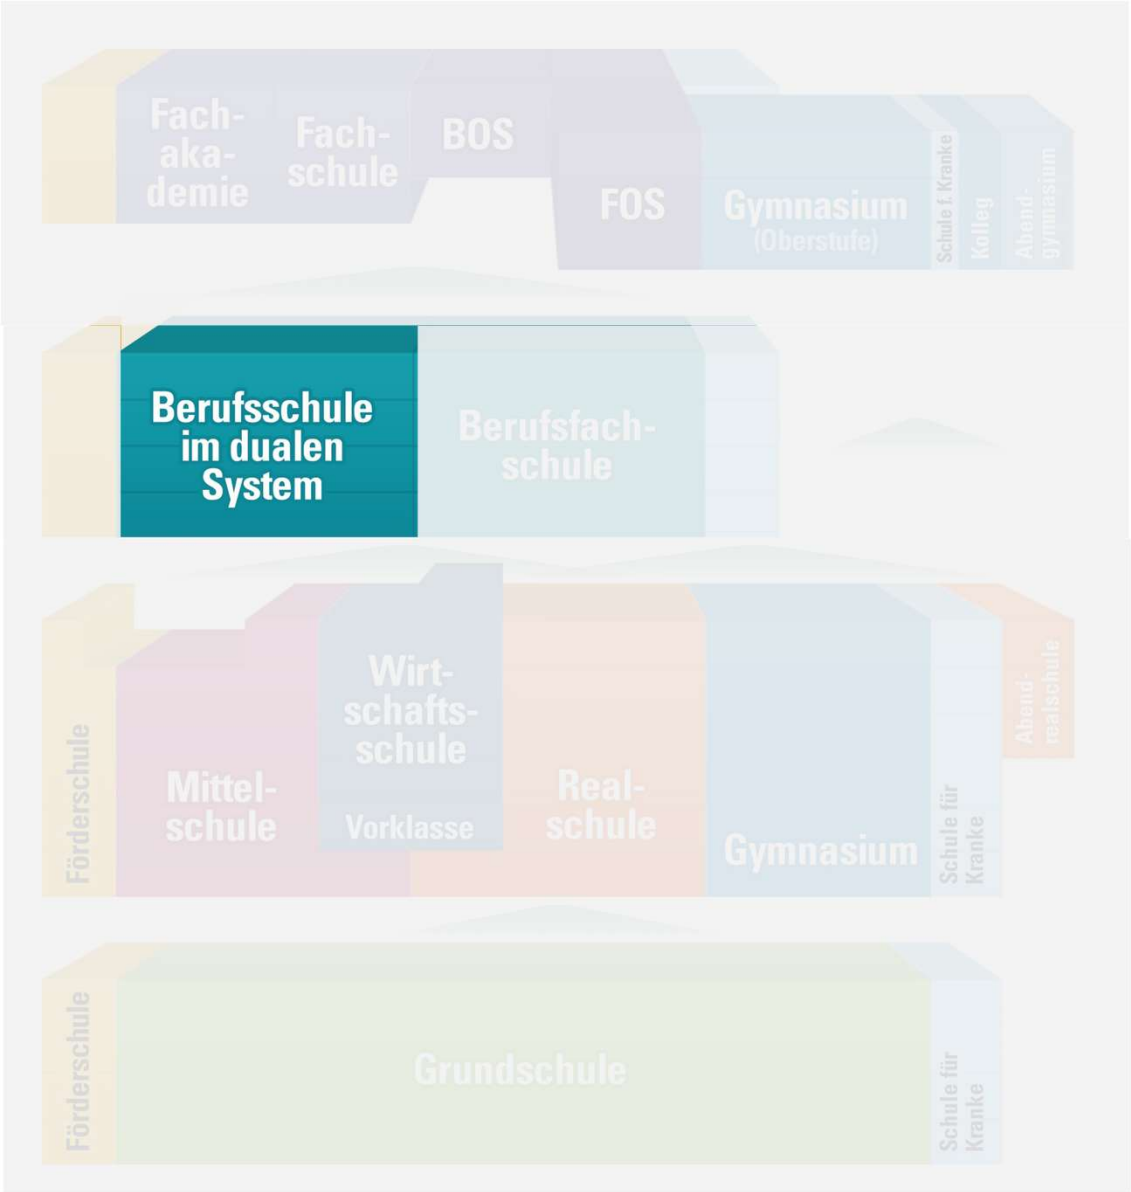 Fach-
aka-
demie
Fach-
schule
BOS
FOS
Gymnasium
(Oberstufe)
Schule f. Kranke
Kolleg
Abend-
gymnasium
Berufsschule
im dualen
System
Berufsfach-
schule
Förderschule
Mittel-
schule
Wirt-
schafts-
schule
Vorklasse
Real-
schule
Gymnasium
Schule für
Kranke
Abend-
realschule
Förderschule
Grundschule
Schule für
Kranke